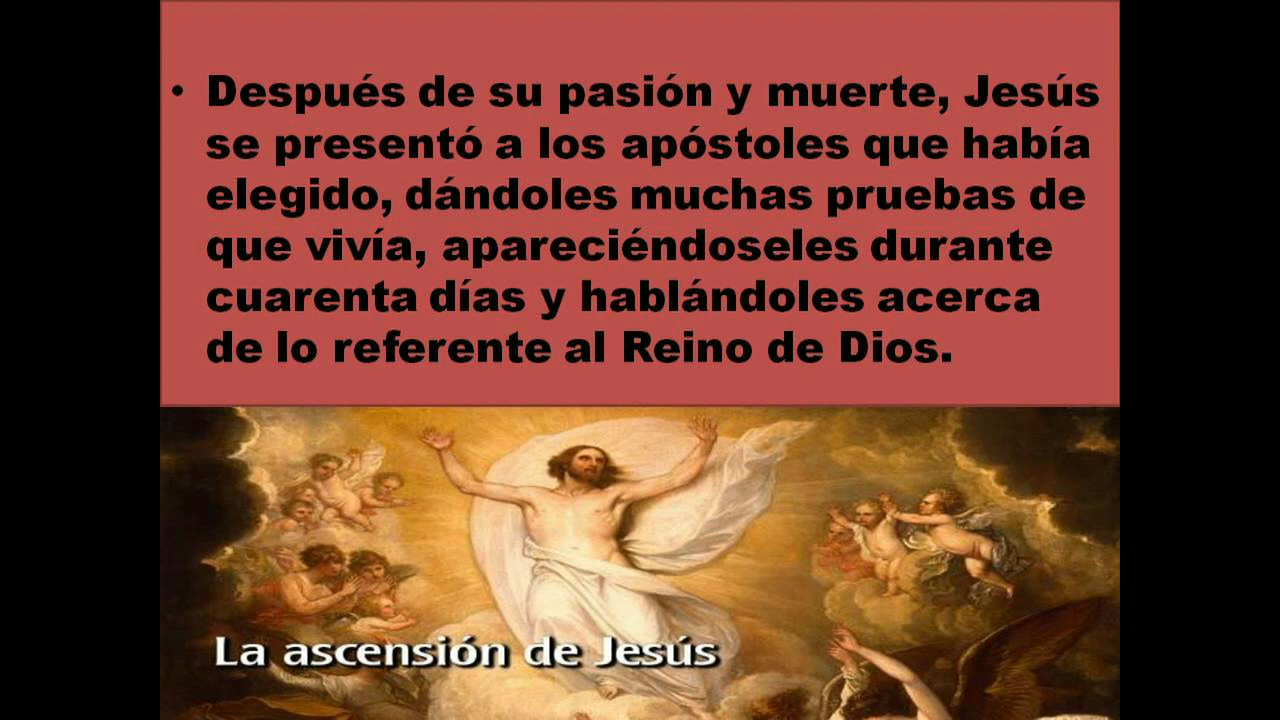 • Después de su pasión y muerte, Jesús
se presentó a los apóstoles que había
elegido, dándoles muchas pruebas de
que vivía, apareciéndoseles durante
cuarenta días y hablándoles acerca
de lo referente al Reino de Dios.
La ascensión de Jesús